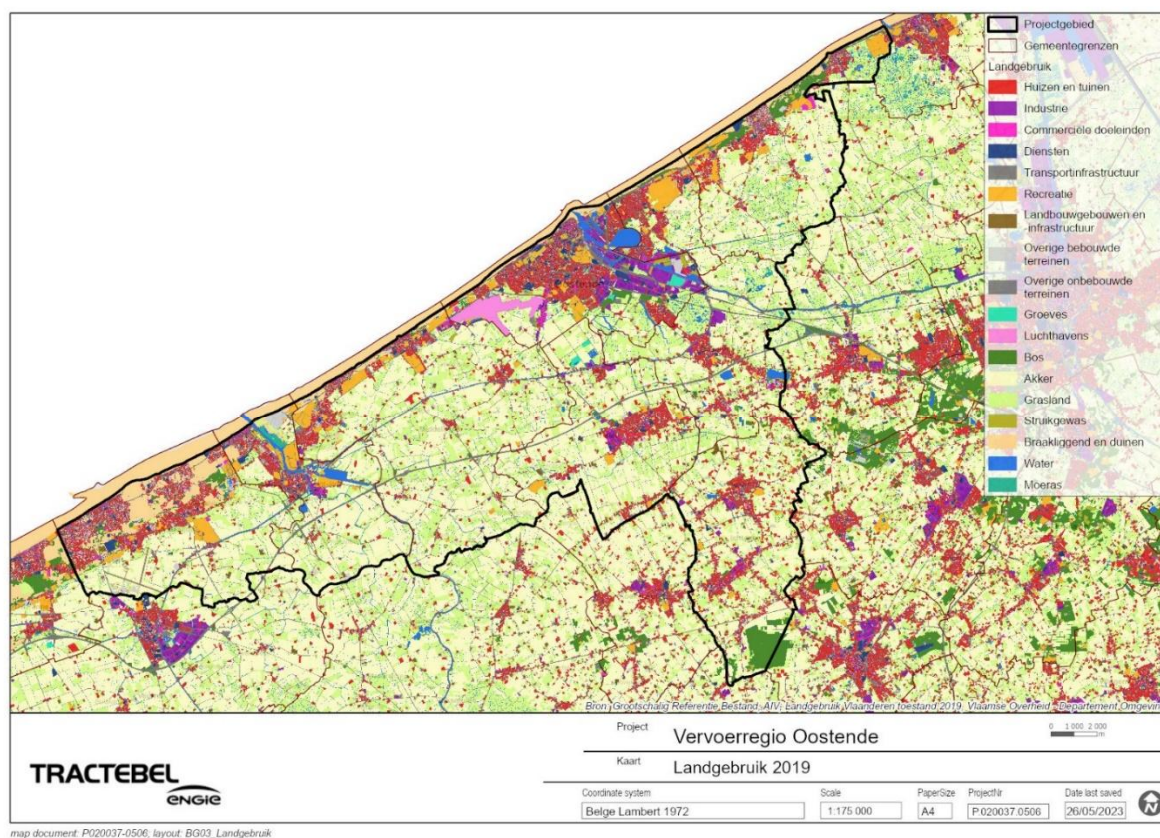 Projectgebied
Gemeentegrenzen
Landgebruik
Huizen en tuinen
Industrie
Commerciële doeleinden
Diensten
Transportinfrastructuur
Recreatie
Landbouwgebouwen en
-infrastructuur
Overige bebouwde
terreinen
Overige onbebouwde
terreinen
Groeves
Luchthavens
Bos
Akker
Grasland
Struikgewas
Braakliggend en duinen
Water
Moeras
Bron: Grootschalig Referentie Bestand, AIV; Landgebruik Vlaanderen toestand 2019, Vlaamse Overheid - Departement Omgevin
Project
Vervoerregio Oostende
0 1 000 2 000
m
Kaart
Landgebruik 2019
TRACTEBEL
ENGIE
Coordinate system
Scale
PaperSize
ProjectNr
Date last saved
Belge Lambert 1972
1:175 000
A4
P.020037.0506
26/05/2023
N
map document: P020037-0506; layout: BG03_Landgebruik